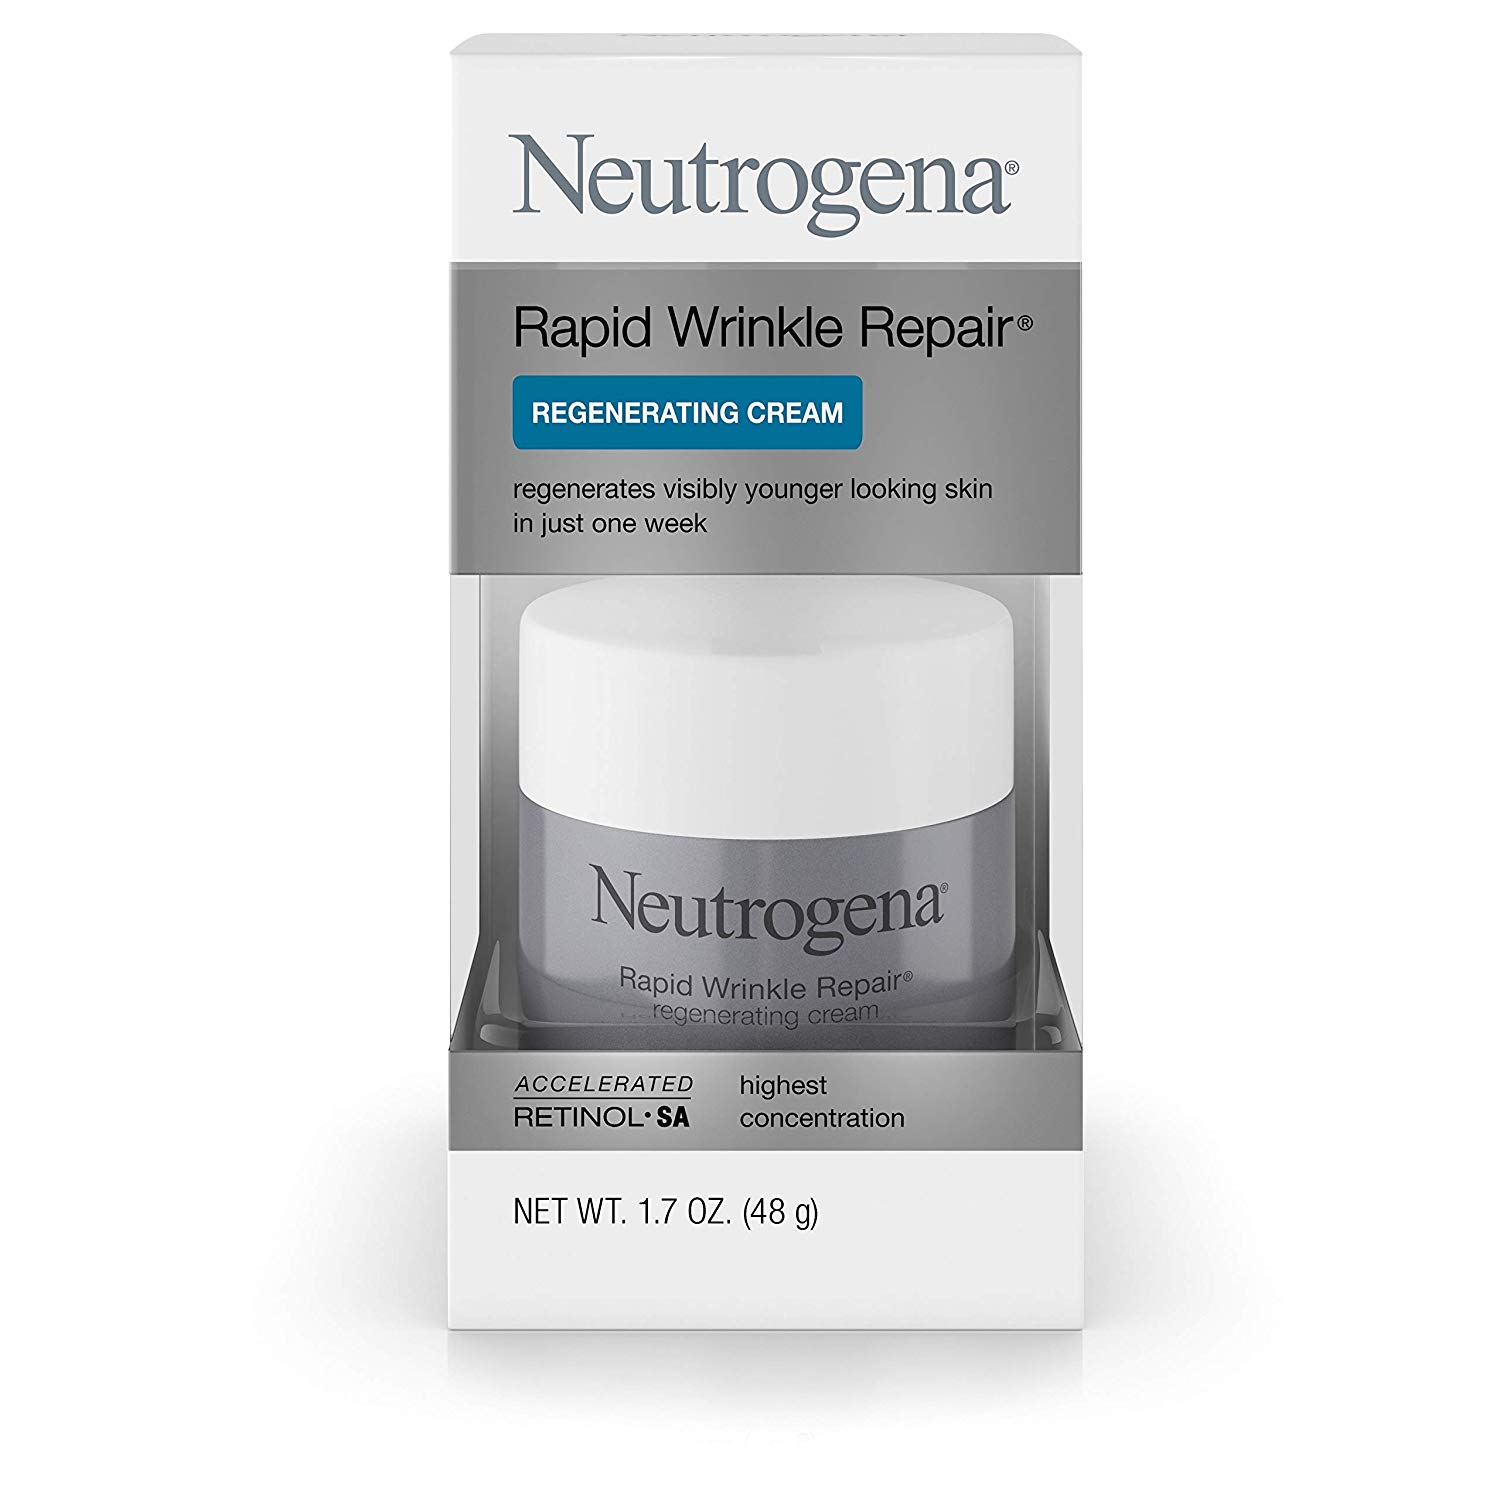 Neutrogena®
Rapid Wrinkle Repair®
REGENERATING CREAM
regenerates visibly younger looking skin
in just one week
Neutrogena®
Rapid Wrinkle Repair®
regenerating cream
ACCELERATED
RETINOL•SA
highest
concentration
NET WT. 1.7 OZ. (48 g)